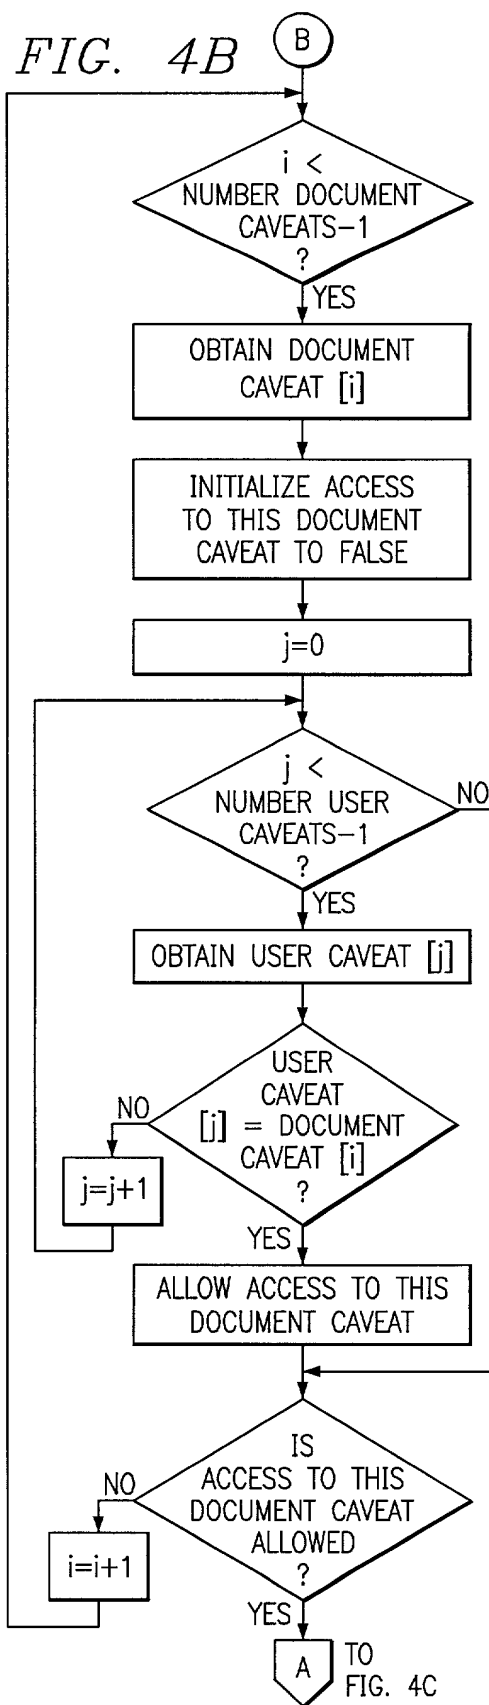 FIG. 4B
B
i <
NUMBER DOCUMENT
CAVEATS-1
?
YES
OBTAIN DOCUMENT
CAVEAT [i]
INITIALIZE ACCESS
TO THIS DOCUMENT
CAVEAT TO FALSE
j=0
j <
NUMBER USER
CAVEATS-1
?
NO
YES
OBTAIN USER CAVEAT [j]
USER
CAVEAT
[j] = DOCUMENT
CAVEAT [i]
?
NO
j=j+1
YES
ALLOW ACCESS TO THIS
DOCUMENT CAVEAT
IS
ACCESS TO THIS
DOCUMENT CAVEAT
ALLOWED
?
NO
i=i+1
YES
A
TO
FIG. 4C